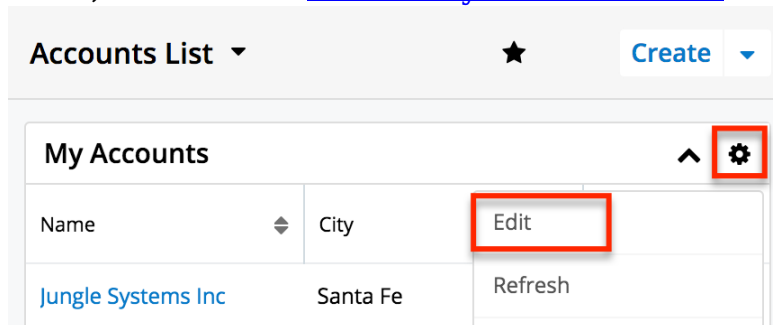 Accounts List Create
My Accounts
Name City Edit
Refresh
Jungle Systems Inc Santa Fe